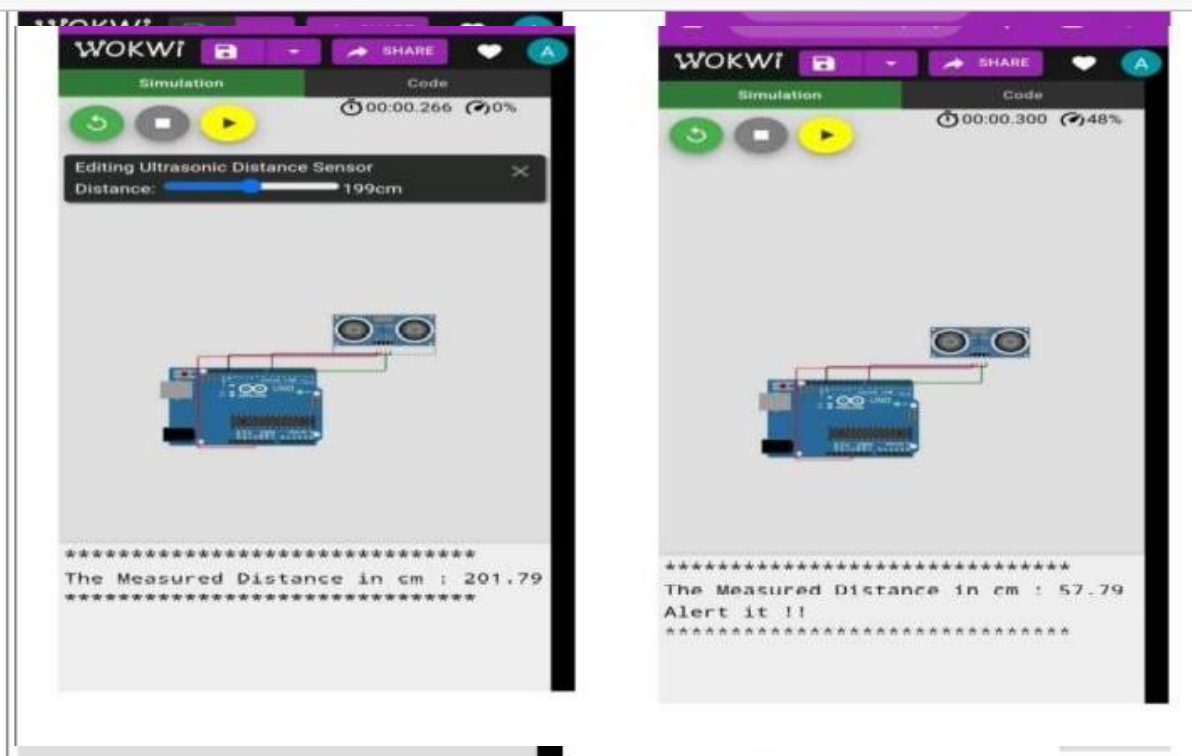 WOKWI SHARE A
Simulation Code
00:00.266 0%
Editing Ultrasonic Distance Sensor
Distance: 199cm
UNO
*******************************
The Measured Distance in cm : 201.79
*******************************
WOKWI SHARE A
Simulation Code
00:00.300 48%
UNO
*******************************
The Measured Distance in cm : 57.79
Alert it !!
*******************************